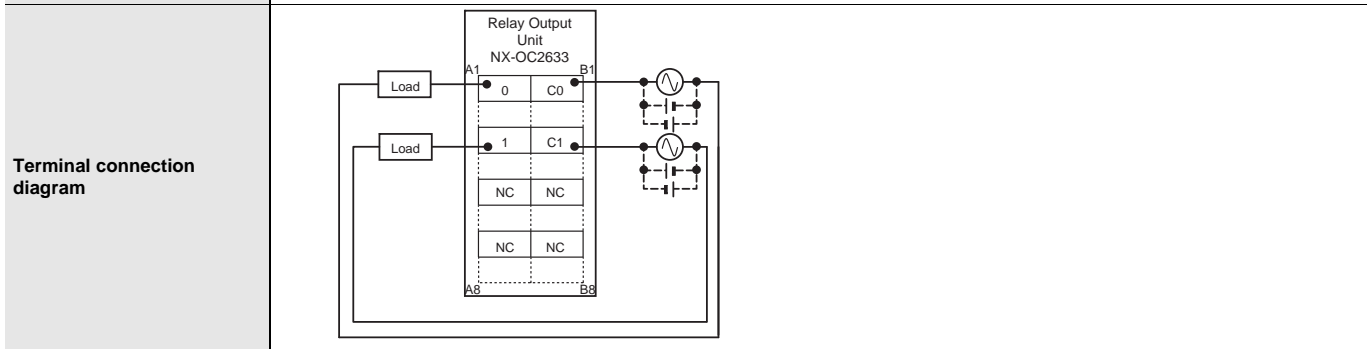 Terminal connection
diagram
Relay Output
Unit
NX-OC2633
A1 B1
Load 0 C0
Load 1 C1
NC NC
NC NC
A8 B8